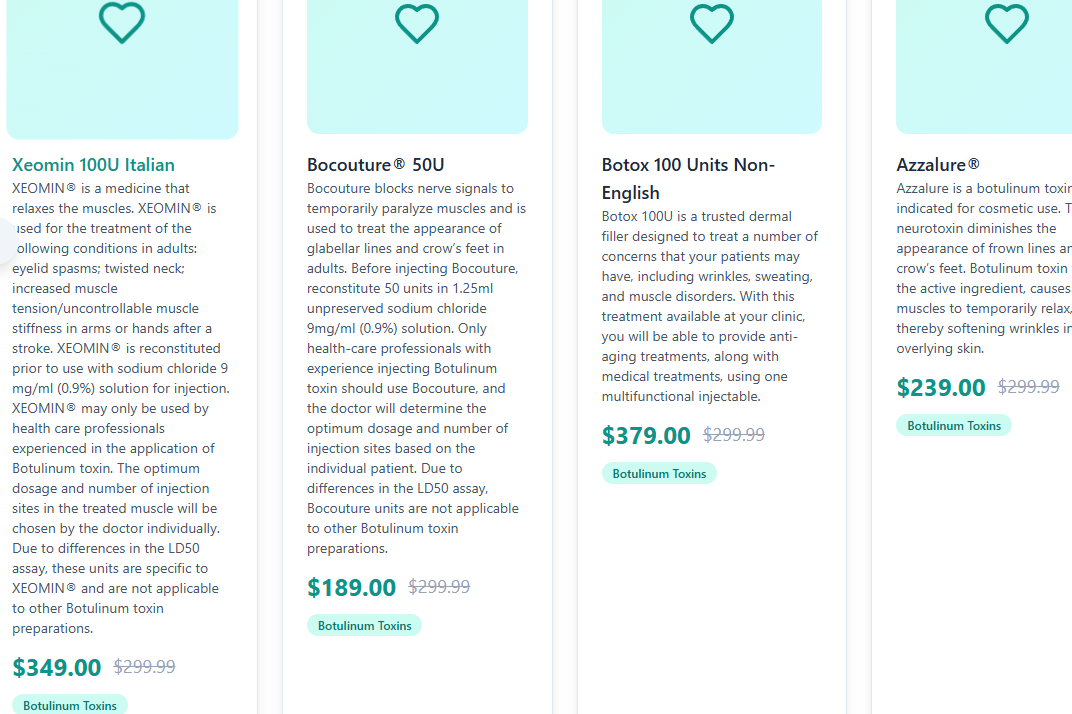 Xeomin 100U Italian
XEOMIN® is a medicine that
relaxes the muscles. XEOMIN® is
used for the treatment of the
following conditions in adults:
eyelid spasms; twisted neck;
increased muscle
tension/uncontrollable muscle
stiffness in arms or hands after a
stroke. XEOMIN® is reconstituted
prior to use with sodium chloride 9
mg/ml (0.9%) solution for injection.
XEOMIN® may only be used by
health care professionals
experienced in the application of
Botulinum toxin. The optimum
dosage and number of injection
sites in the treated muscle will be
chosen by the doctor individually.
Due to differences in the LD50
assay, these units are specific to
XEOMIN® and are not applicable
to other Botulinum toxin
preparations.
$349.00 $299.99
Botulinum Toxins
Bocouture® 50U
Bocouture blocks nerve signals to
temporarily paralyze muscles and is
used to treat the appearance of
glabellar lines and crow’s feet in
adults. Before injecting Bocouture,
reconstitute 50 units in 1.25ml
unpreserved sodium chloride
9mg/ml (0.9%) solution. Only
health-care professionals with
experience injecting Botulinum
toxin should use Bocouture, and
the doctor will determine the
optimum dosage and number of
injection sites based on the
individual patient. Due to
differences in the LD50 assay,
Bocouture units are not applicable
to other Botulinum toxin
preparations.
$189.00 $299.99
Botulinum Toxins
Botox 100 Units Non-
English
Botox 100U is a trusted dermal
filler designed to treat a number of
concerns that your patients may
have, including wrinkles, sweating,
and muscle disorders. With this
treatment available at your clinic,
you will be able to provide anti-
aging treatments, along with
medical treatments, using one
multifunctional injectable.
$379.00 $299.99
Botulinum Toxins
Azzalure®
Azzalure is a botulinum toxin
indicated for cosmetic use.
neurotoxin diminishes the
appearance of frown lines
crow’s feet. Botulinum toxin
the active ingredient, causes
muscles to temporarily relax,
thereby softening wrinkles in
overlying skin.
$239.00 $299.99
Botulinum Toxins